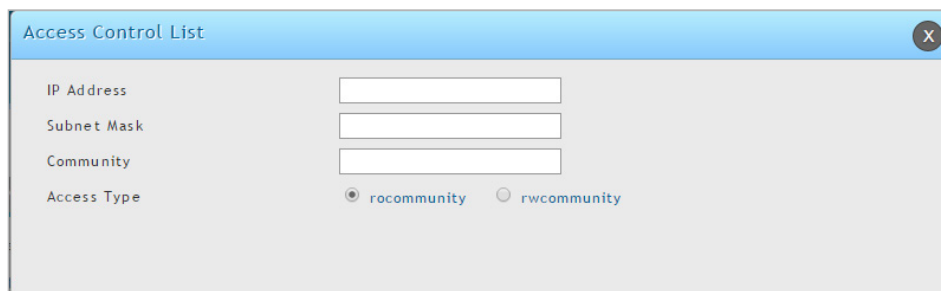 Access Control List
X
IP Address
Subnet Mask
Community
Access Type rocommunity rwcommunity